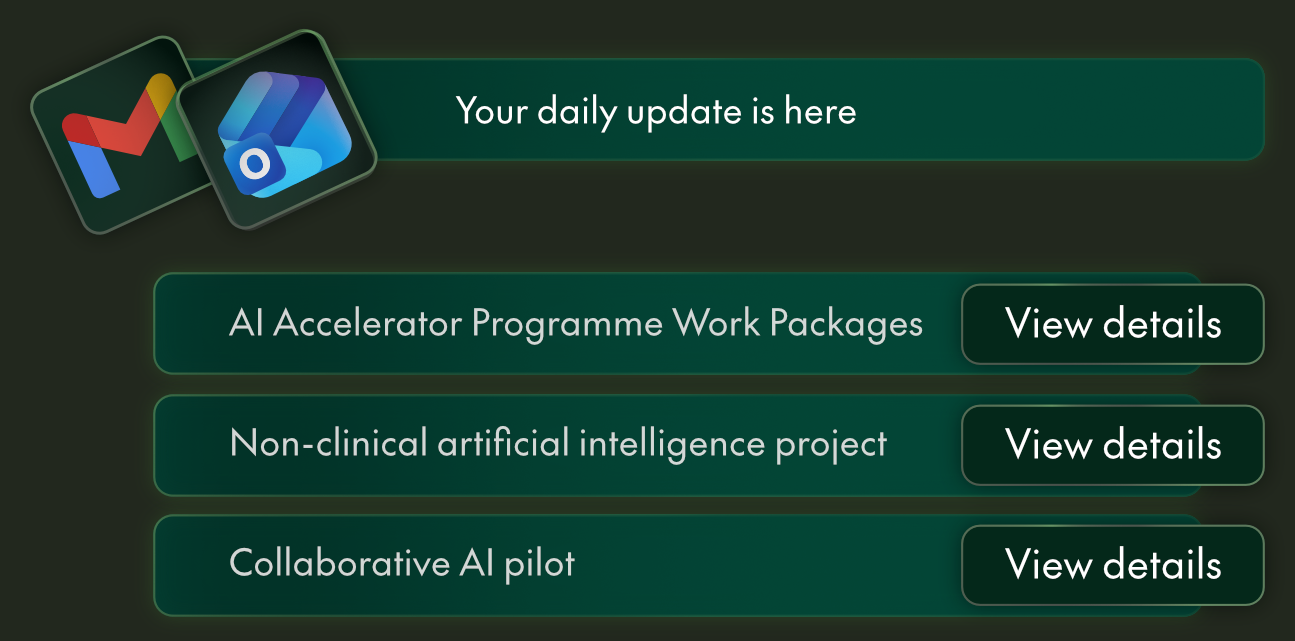 Your daily update is here
AI Accelerator Programme Work Packages
View details
Non-clinical artificial intelligence project
View details
Collaborative AI pilot
View details